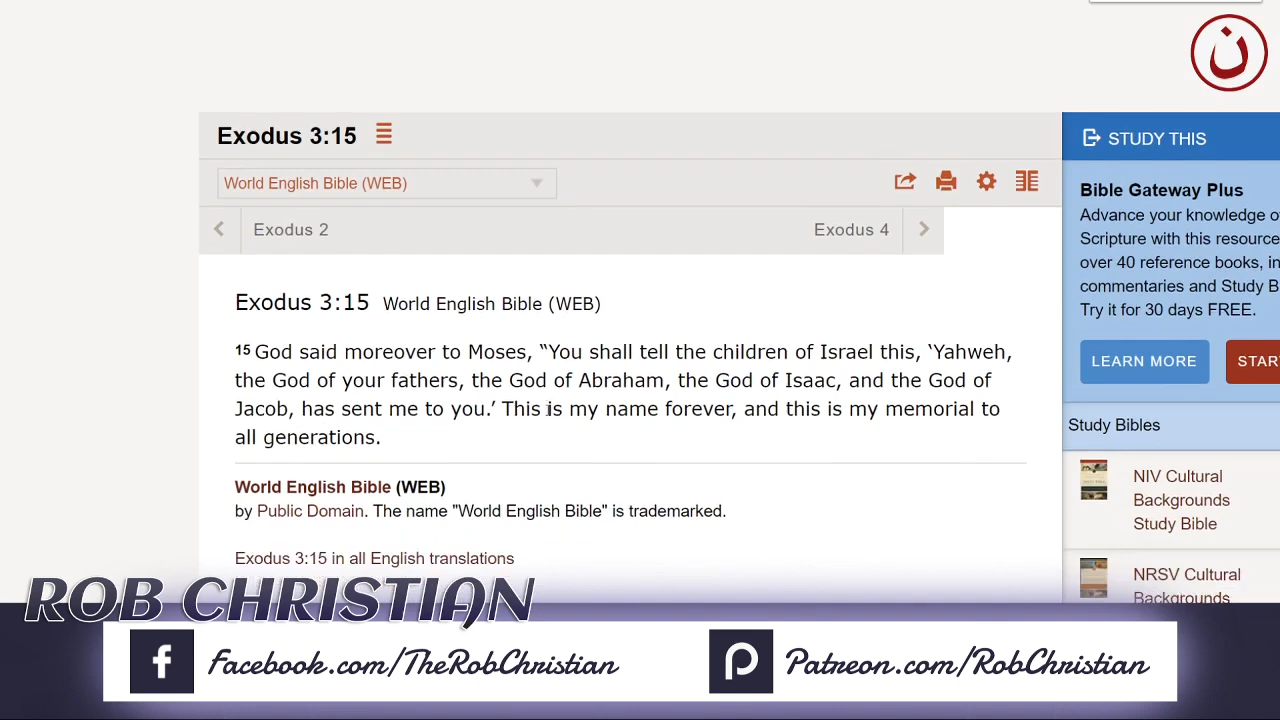 ن
Exodus 3:15
World English Bible (WEB)
Exodus 2
Exodus 4
Exodus 3:15 World English Bible (WEB)
15 God said moreover to Moses, “You shall tell the children of Israel this, ‘Yahweh,
the God of your fathers, the God of Abraham, the God of Isaac, and the God of
Jacob, has sent me to you.’ This is my name forever, and this is my memorial to
all generations.
World English Bible (WEB)
by Public Domain. The name "World English Bible" is trademarked.
Exodus 3:15 in all English translations
STUDY THIS
Bible Gateway Plus
Advance your knowledge o
Scripture with this resource
over 40 reference books, in
commentaries and Study B
Try it for 30 days FREE.
LEARN MORE
STAR
Study Bibles
NIV Cultural
Backgrounds
Study Bible
NRSV Cultural
Backgrounds
ROB CHRISTIAN
Facebook.com/TheRobChristian
Patreon.com/RobChristian